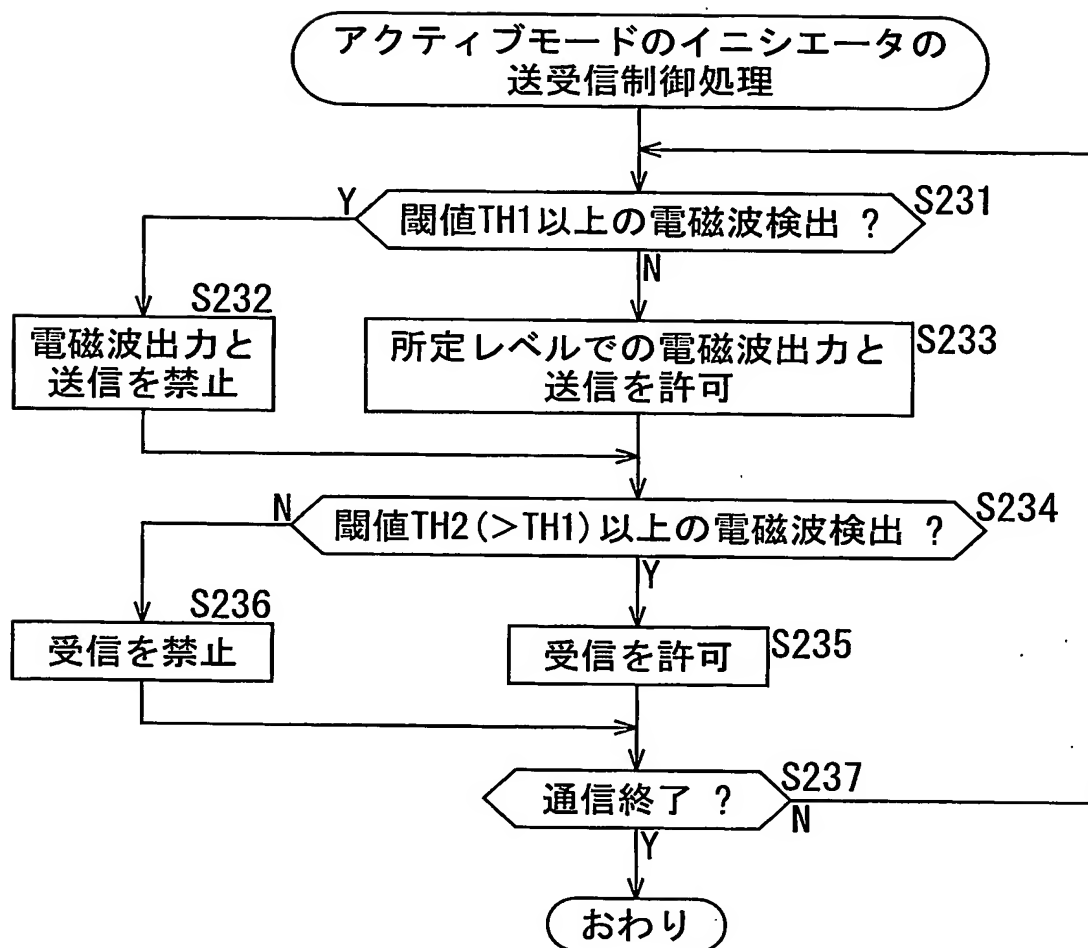 アクティブモードのイニシエータの
送受信制御処理
Y
閾値TH1以上の電磁波検出 ?
S231
N
S232
電磁波出力と
送信を禁止
所定レベルでの電磁波出力と
送信を許可
S233
N
閾値TH2(>TH1)以上の電磁波検出 ?
S234
Y
S236
受信を禁止
受信を許可
S235
通信終了 ?
S237
N
Y
おわり